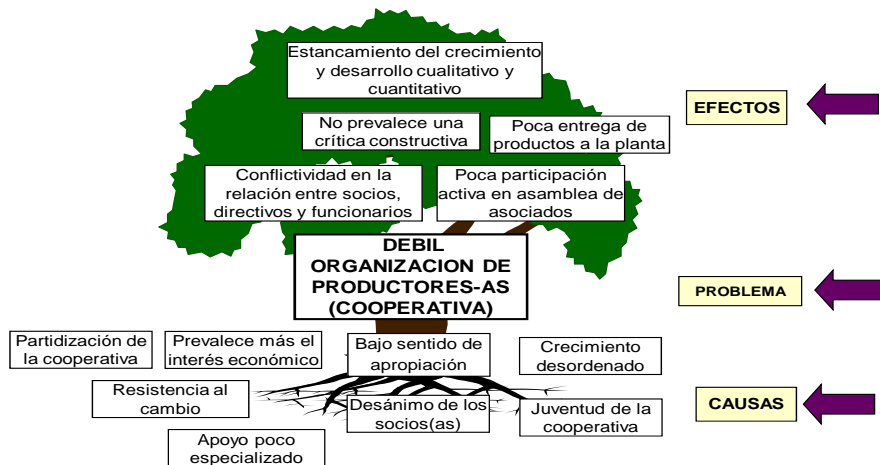 Estancamiento del crecimiento
y desarrollo cualitativo y
cuantitativo
EFECTOS
No prevalece una
crítica constructiva
Poca entrega de
productos a la planta
Conflictividad en la
relación entre socios,
directivos y funcionarios
Poca participación
activa en asamblea de
asociados
DEBIL
ORGANIZACION DE
PRODUCTORES-AS
(COOPERATIVA)
PROBLEMA
Partidización de
la cooperativa
Prevalece más el
interés económico
Bajo sentido de
apropiación
Crecimiento
desordenado
Resistencia al
cambio
Desánimo de los
socios(as)
Juventud de la
cooperativa
CAUSAS
Apoyo poco
especializado